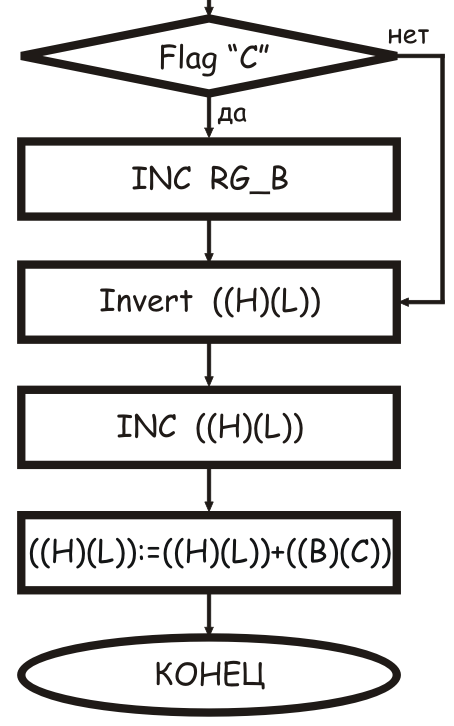 нет
Flag “C”
да
INC RG_B
Invert ((H)(L))
INC ((H)(L))
((H)(L)):=((H)(L))+((B)(C))
КОНЕЦ